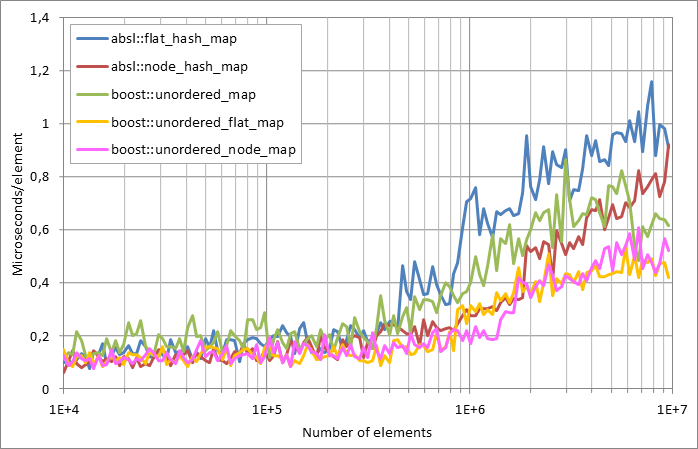 1,4
1,2
1
0,8
0,6
0,4
0,2
0
Microseconds/element
absl::flat_hash_map
absl::node_hash_map
boost::unordered_map
boost::unordered_flat_map
boost::unordered_node_map
1E+4 1E+5 1E+6 1E+7
Number of elements